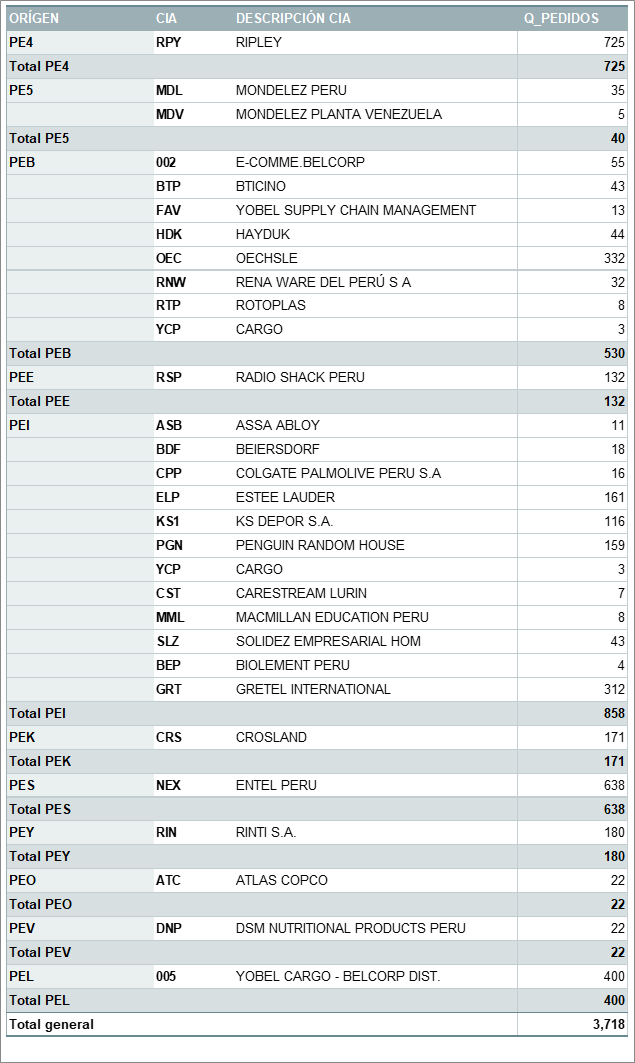 ORÍGEN CIA DESCRIPCIÓN CIA Q_PEDIDOS
PE4 RPY RIPLEY 725
Total PE4 725
PE5 MDL MONDELEZ PERU 35
MDV MONDELEZ PLANTA VENEZUELA 5
Total PE5 40
PEB 002 E-COMME.BELCORP 55
BTP BTICINO 43
FAV YOBEL SUPPLY CHAIN MANAGEMENT 13
HDK HAYDUK 44
OEC OECHSLE 332
RNW RENA WARE DEL PERÚ S A 32
RTP ROTOPLAS 8
YCP CARGO 3
Total PEB 530
PEE RSP RADIO SHACK PERU 132
Total PEE 132
PEI ASB ASSA ABLOY 11
BDF BEIERSDORF 18
CPP COLGATE PALMOLIVE PERU S.A 16
ELP ESTEE LAUDER 161
KS1 KS DEPOR S.A. 116
PGN PENGUIN RANDOM HOUSE 159
YCP CARGO 3
CST CARESTREAM LURIN 7
MML MACMILLAN EDUCATION PERU 8
SLZ SOLIDEZ EMPRESARIAL HOM 43
BEP BIOLEMENT PERU 4
GRT GRETEL INTERNATIONAL 312
Total PEI 858
PEK CRS CROSLAND 171
Total PEK 171
PES NEX ENTEL PERU 638
Total PES 638
PEY RIN RINTI S.A. 180
Total PEY 180
PEO ATC ATLAS COPCO 22
Total PEO 22
PEV DNP DSM NUTRITIONAL PRODUCTS PERU 22
Total PEV 22
PEL 005 YOBEL CARGO - BELCORP DIST. 400
Total PEL 400
Total general 3,718